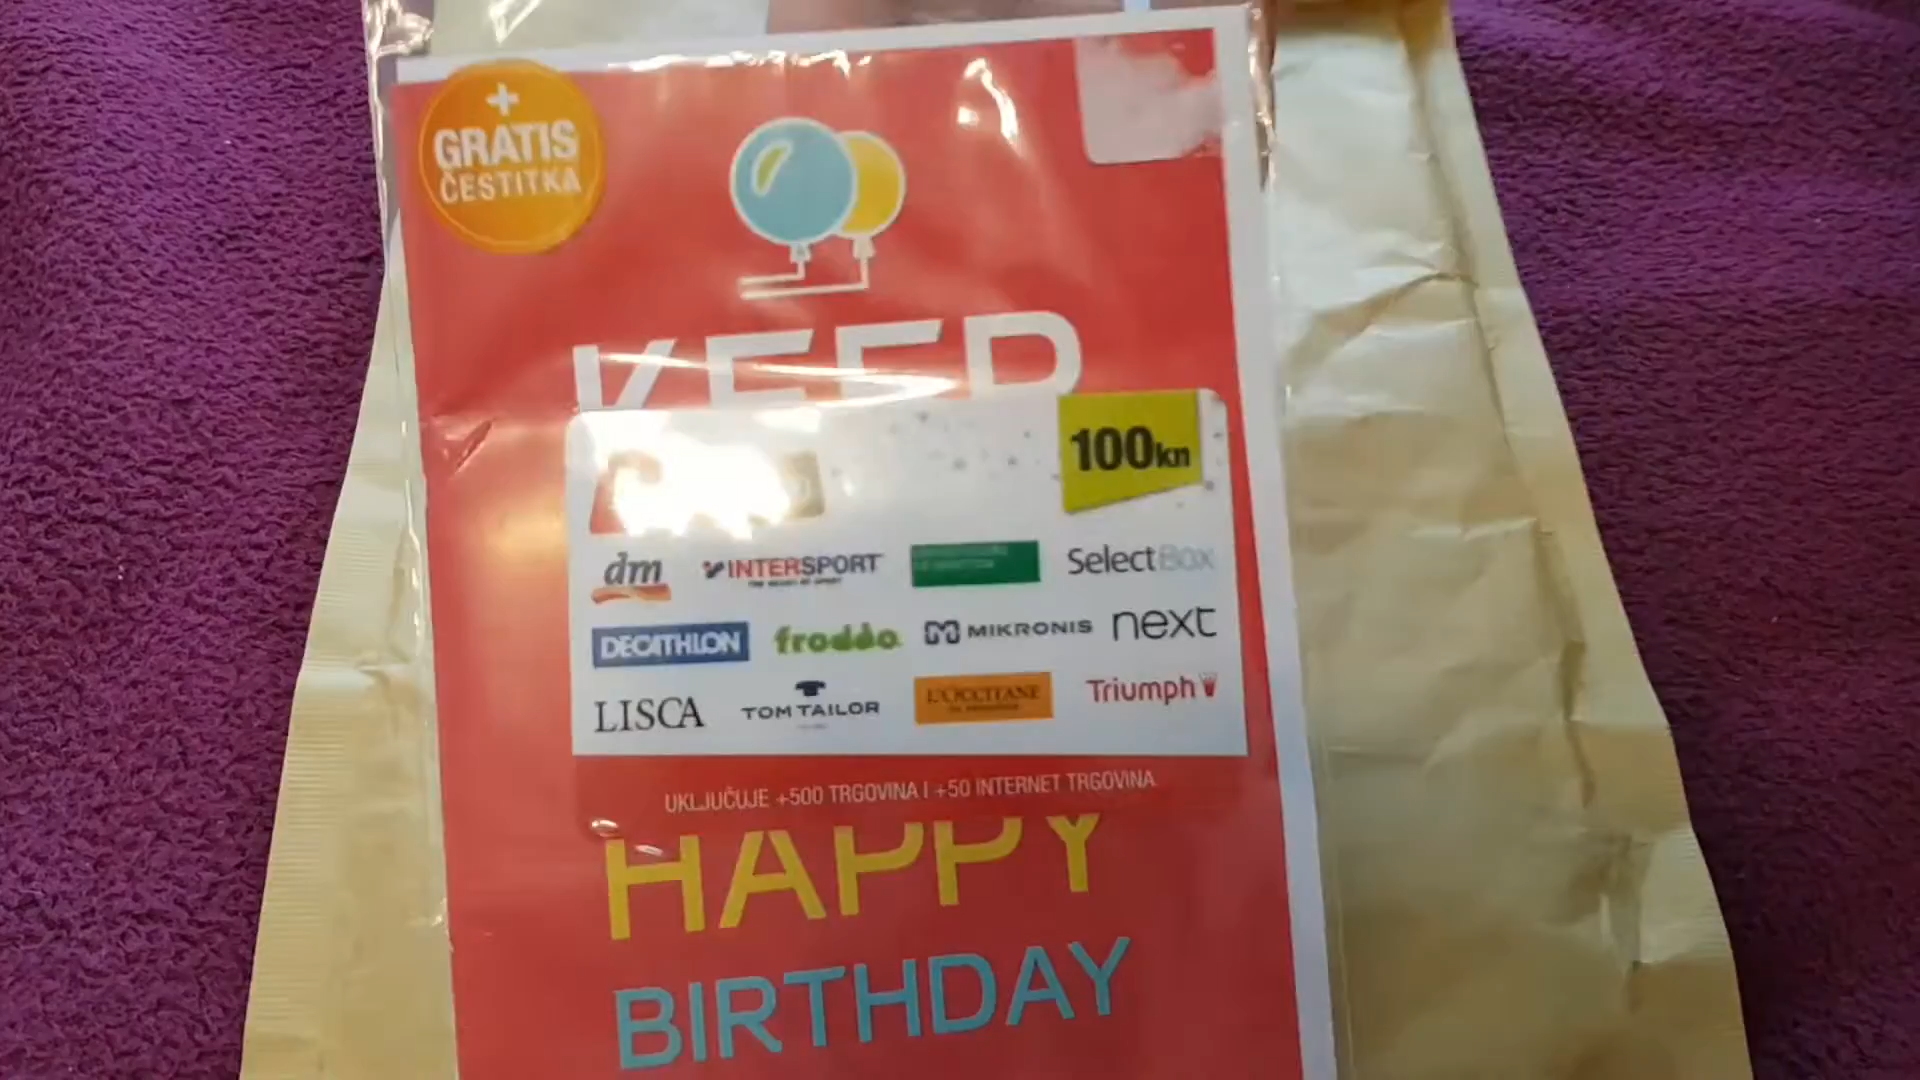 +
GRATIS
ČESTITKA
KEEP
100kn
dm
INTERSPORT
SelectBox
DECATHLON
froddo
MIKRONIS
next
LISCA
TOM TAILOR
L'OCCITANE
Triumph
UKLJUČUJE +500 TRGOVINA I +50 INTERNET TRGOVINA
HAPPY
BIRTHDAY